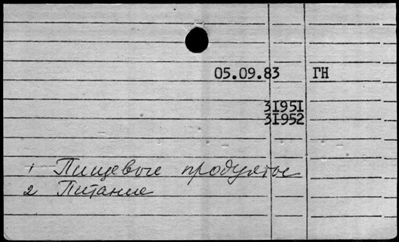 05.09.83 ГН
31951
31952
1 Пищевые продукты
2 Питание